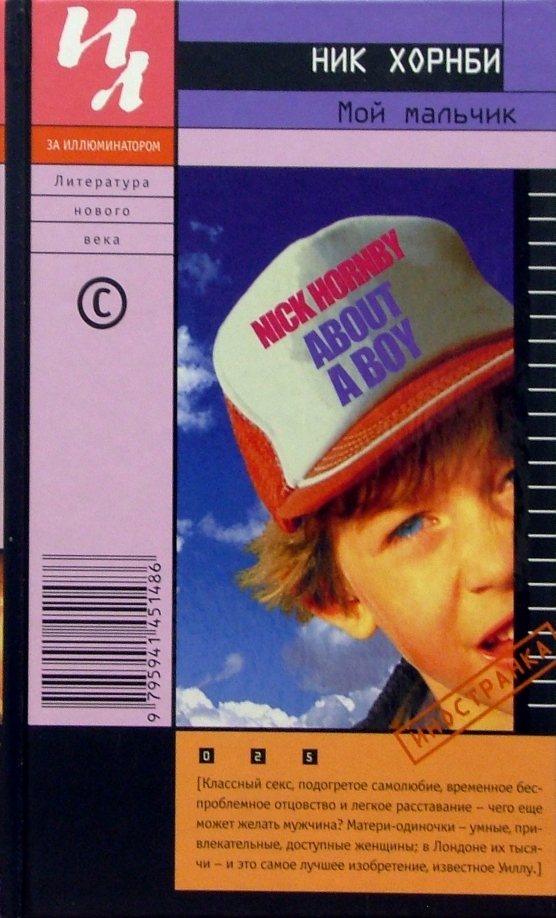 ИЛ
НИК ХОРНБИ
Мой мальчик
ЗА ИЛЛЮМИНАТОРОМ
Литература
нового
века
©
NICK HORNBY
ABOUT
A BOY
9 795941 451486
ИНОСТРАНКА
0 2 5
[Классный секс, подогретое самолюбие, временное бес-
проблемное отцовство и легкое расставание – чего еще
может желать мужчина? Матери-одиночки – умные, при-
влекательные, доступные женщины; в Лондоне их тыся-
чи – и это самое лучшее изобретение, известное Уиллу.]